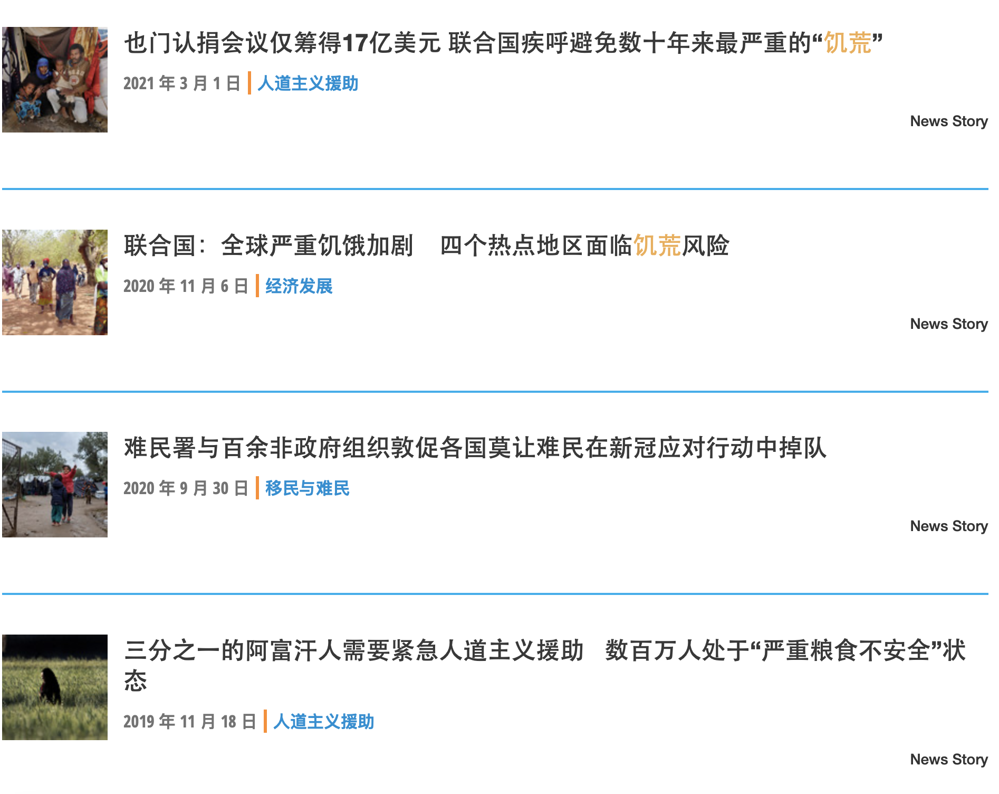 也门认捐会议仅筹得17亿美元 联合国疾呼避免数十年来最严重的“饥荒”
2021 年 3 月 1 日 人道主义援助
News Story
联合国：全球严重饥饿加剧　四个热点地区面临饥荒风险
2020 年 11 月 6 日 经济发展
News Story
难民署与百余非政府组织敦促各国莫让难民在新冠应对行动中掉队
2020 年 9 月 30 日 移民与难民
News Story
三分之一的阿富汗人需要紧急人道主义援助　数百万人处于“严重粮食不安全”状
态
2019 年 11 月 18 日 人道主义援助
News Story